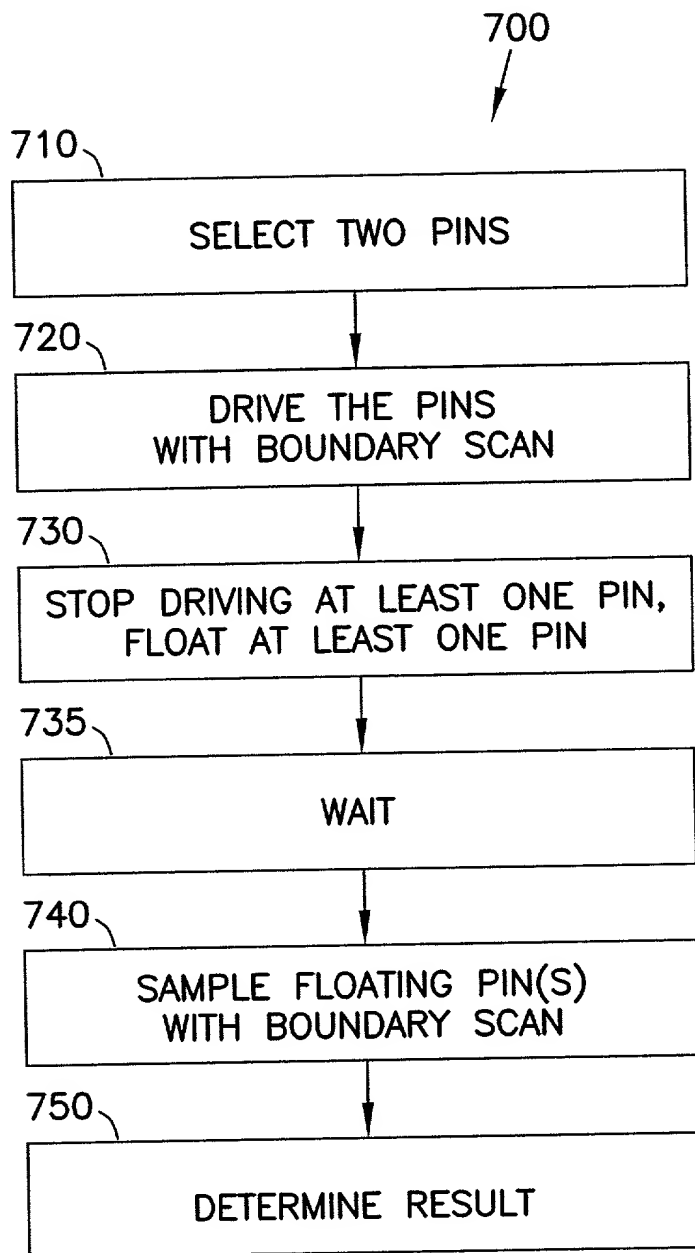 700
710
SELECT TWO PINS
720
DRIVE THE PINS
WITH BOUNDARY SCAN
730
STOP DRIVING AT LEAST ONE PIN,
FLOAT AT LEAST ONE PIN
735
WAIT
740
SAMPLE FLOATING PIN(S)
WITH BOUNDARY SCAN
750
DETERMINE RESULT